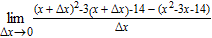 lim (x + Δx)²-3(x + Δx)-14 – (x²-3x-14)
Δx→0 Δx